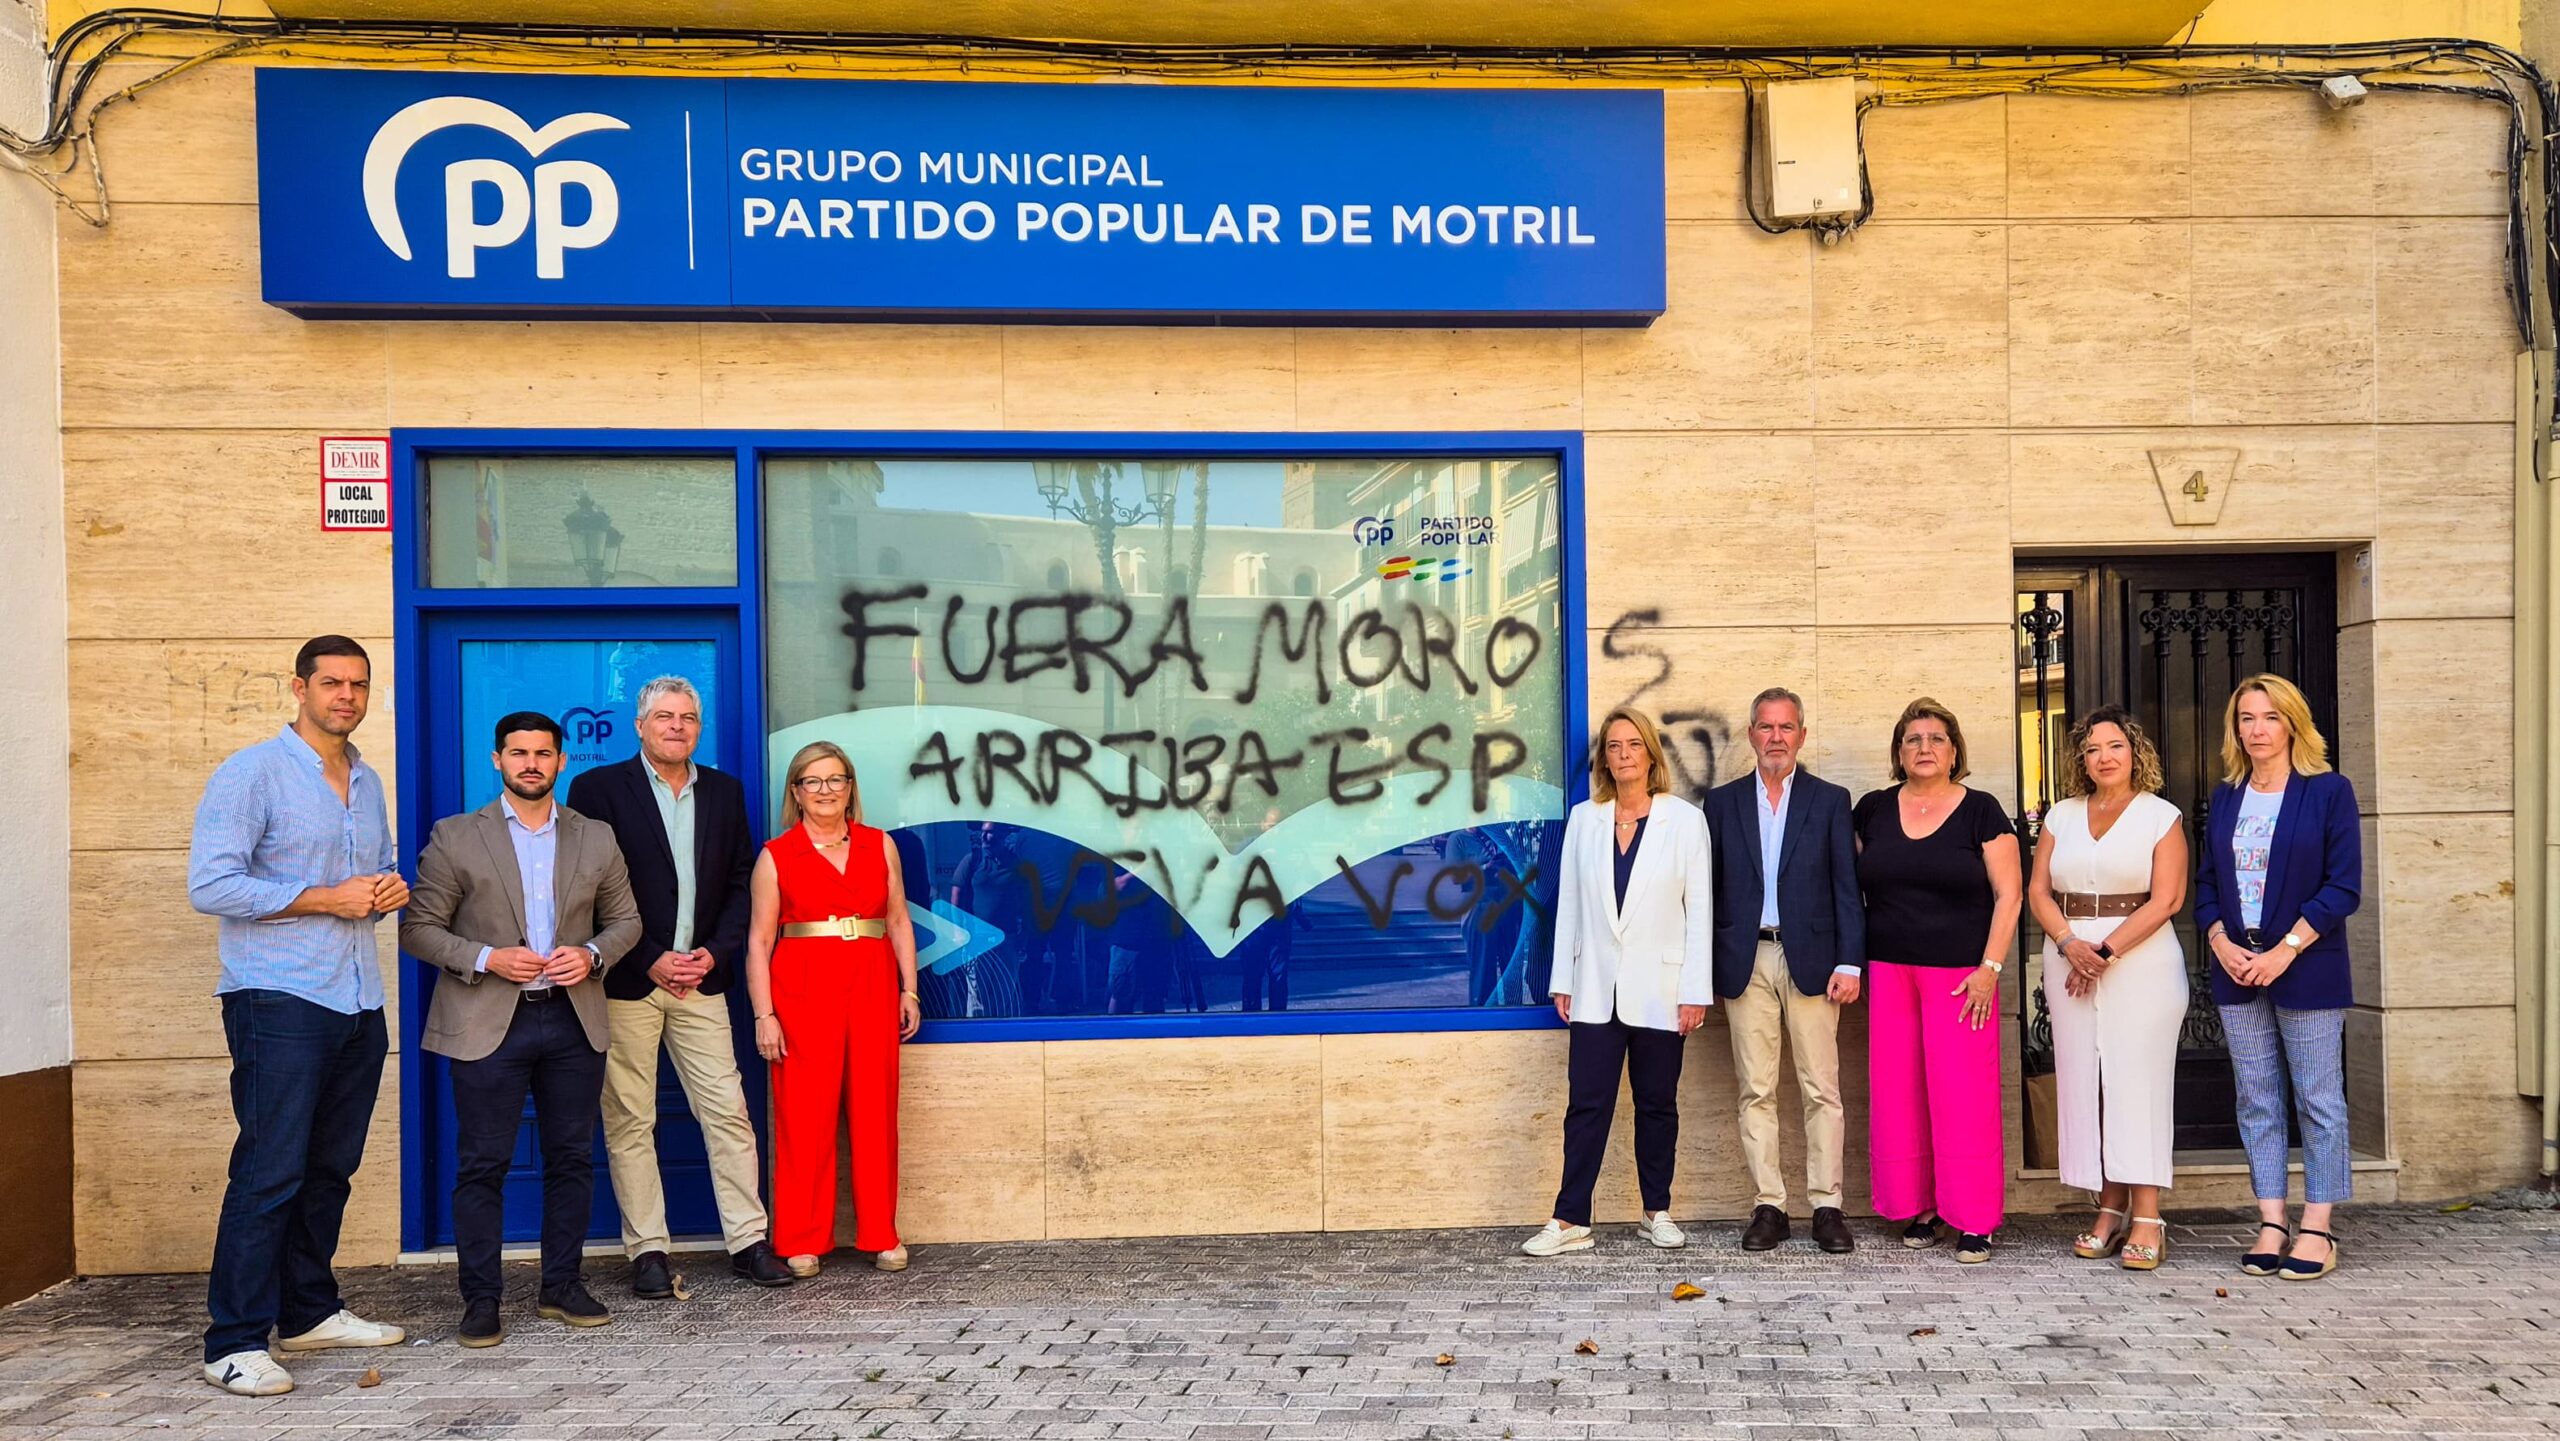 pp
GRUPO MUNICIPAL
PARTIDO POPULAR DE MOTRIL
DEMIR
LOCAL
PROTEGIDO
pp
PARTIDO
POPULAR
FUERA MOROS
ARRIBA ESP
VIVA VOX
pp
MOTRIL
4